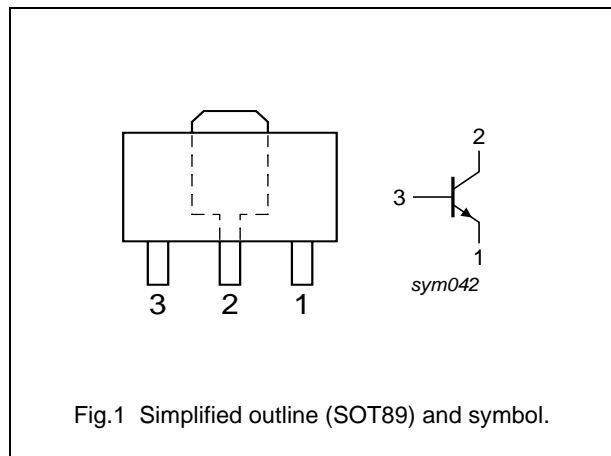 2
3
1
sym042
3 2 1
Fig.1 Simplified outline (SOT89) and symbol.